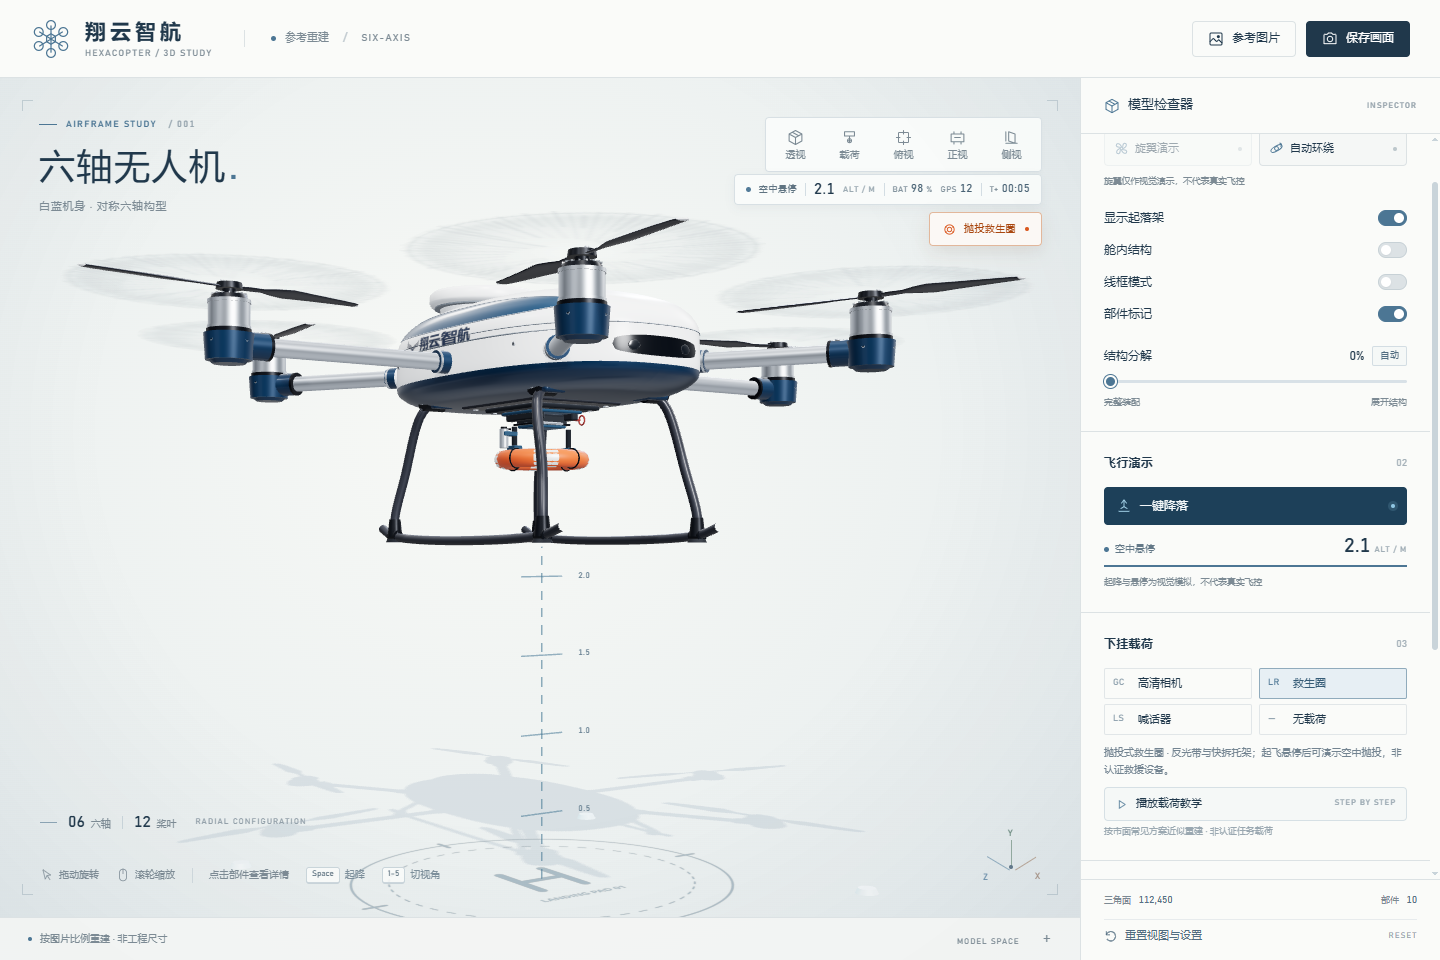 翔云智航
HEXACOPTER / 3D STUDY
参考重建 / SIX-AXIS
参考图片
保存画面
AIRFRAME STUDY / 001
六轴无人机.
白蓝机身 · 对称六轴构型
透视
载荷
俯视
正视
侧视
空中悬停 2.1 ALT / M BAT 98 % GPS 12 T+ 00:05
抛投救生圈
翔云智航
2.0
1.5
1.0
0.5
06 六轴 12 桨叶 RADIAL CONFIGURATION
拖动旋转 滚轮缩放 点击部件查看详情 Space 起降 1-5 切视角
H
Y
Z
X
按图片比例重建 · 非工程尺寸
MODEL SPACE +
模型检查器
INSPECTOR
旋翼演示
自动环绕
旋翼仅作视觉演示，不代表真实飞控
显示起落架
舱内结构
线框模式
部件标记
结构分解 0% 自动
完整装配 展开结构
飞行演示 02
一键降落
空中悬停 2.1 ALT / M
起降与悬停为视觉模拟，不代表真实飞控
下挂载荷 03
GC 高清相机
LR 救生圈
LS 喊话器
— 无载荷
抛投式救生圈 · 反光带与快拆托架；起飞悬停后可演示空中抛投，非
认证救援设备。
播放载荷教学 STEP BY STEP
按市面常见方案近似重建 · 非认证任务载荷
三角面 112,450 部件 10
重置视图与设置 RESET